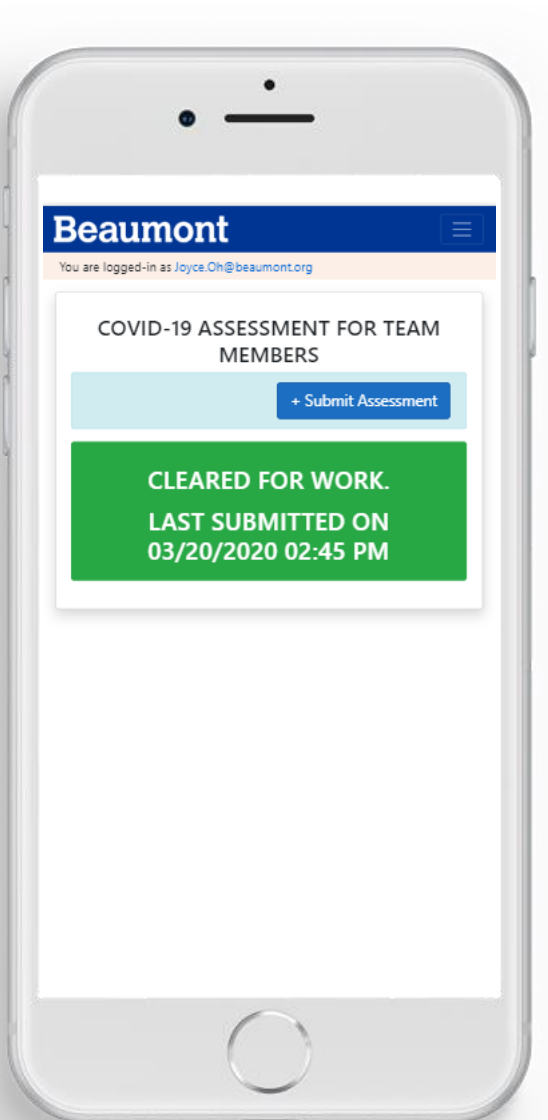 Beaumont
You are logged-in as Joyce.Oh@beaumont.org
COVID-19 ASSESSMENT FOR TEAM
MEMBERS
+ Submit Assessment
CLEARED FOR WORK.
LAST SUBMITTED ON
03/20/2020 02:45 PM